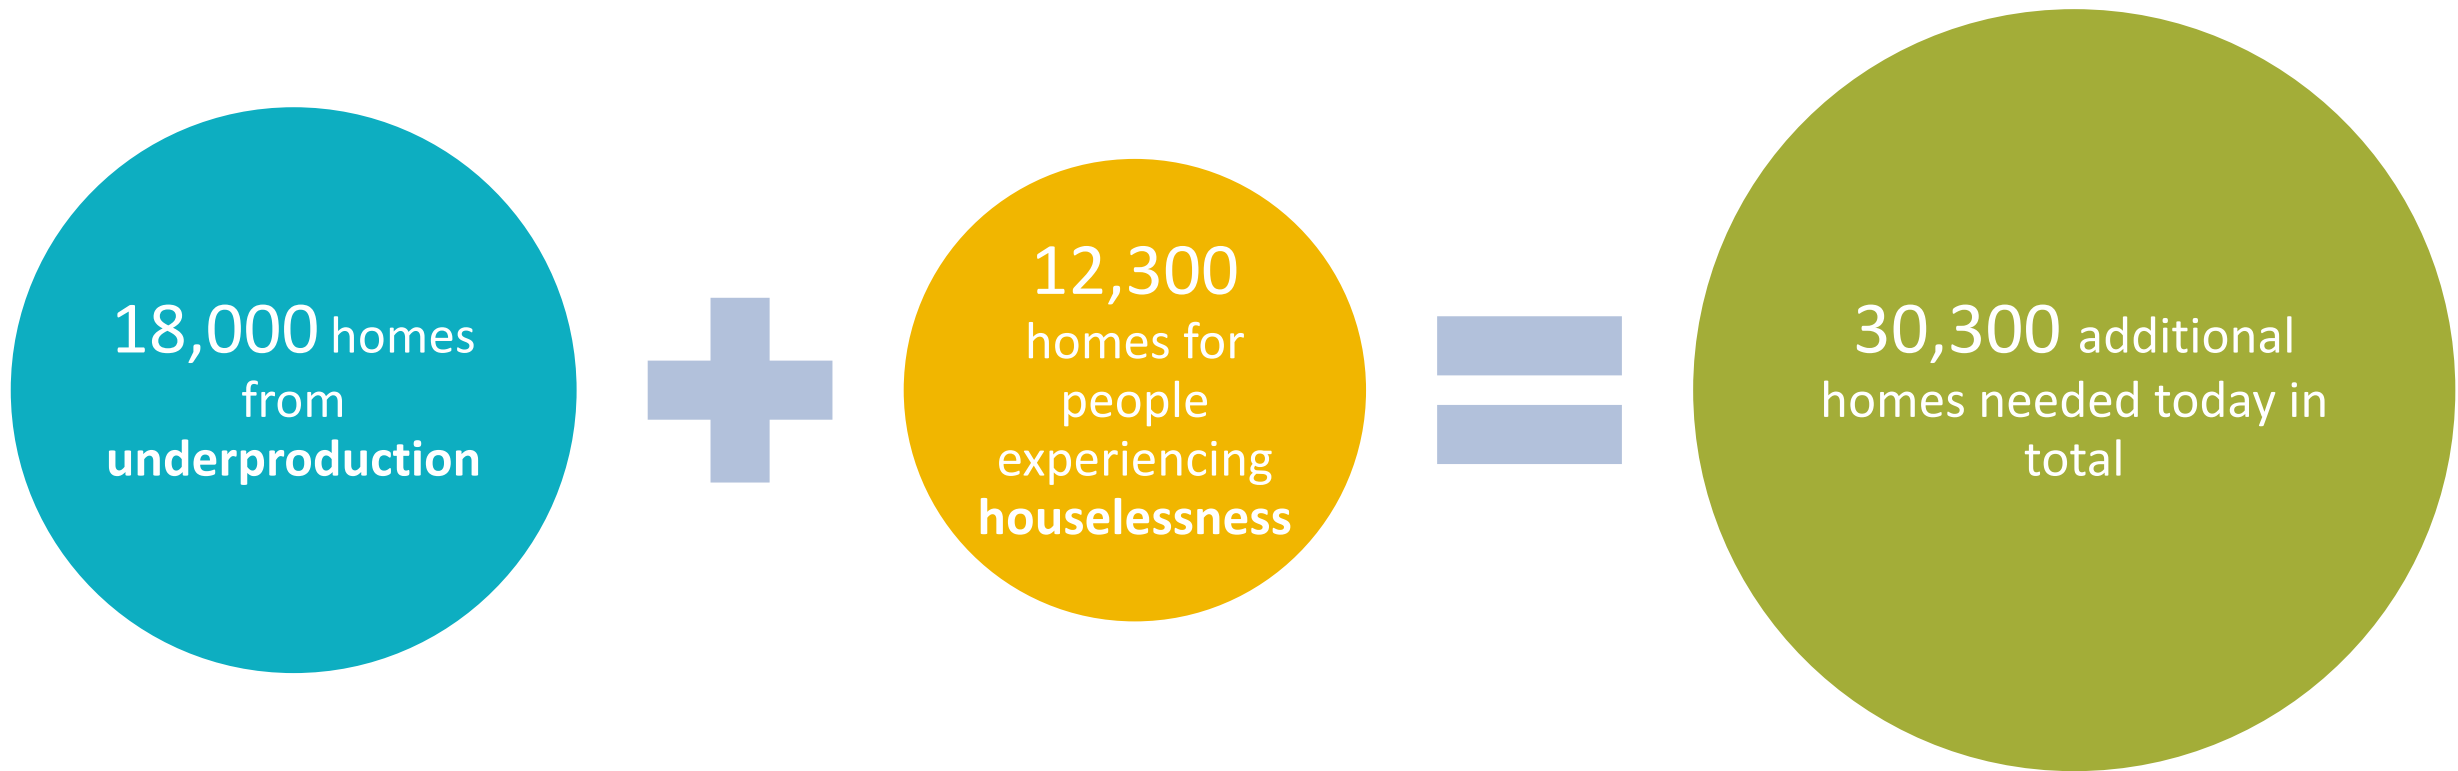 18,000 homes
from
underproduction
12,300
homes for
people
experiencing
houselessness
30,300 additional
homes needed today in
total